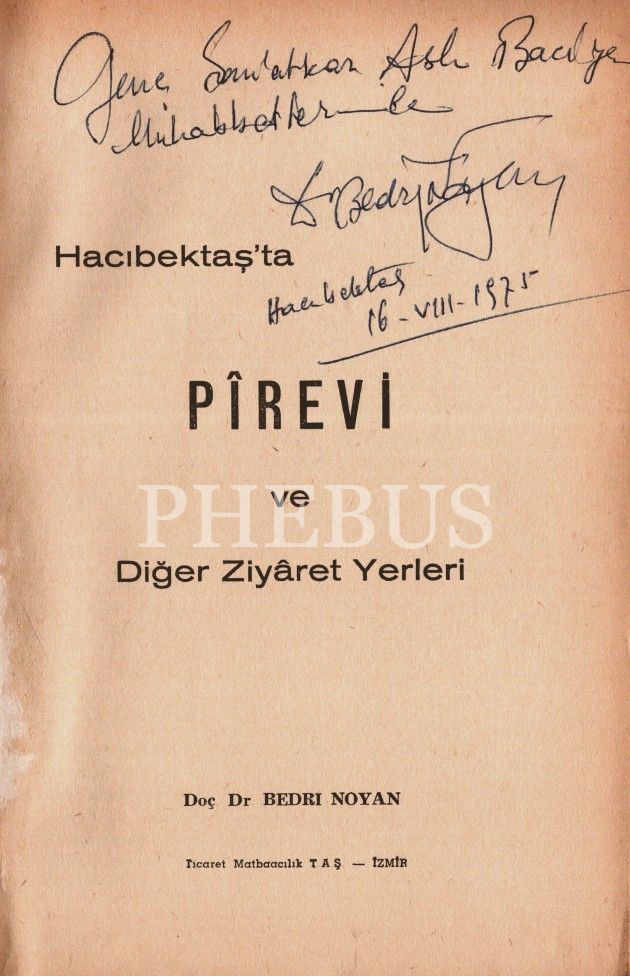 Genç Sanatkar Aslı Bacıya
Muhabbetlerimle
Dr Bedri Noyan
Hacıbektaş'ta
Hacıbektaş
16-VIII-1975
PÎREVİ
PHEBUS
ve
Diğer Ziyâret Yerleri
Doç Dr BEDRI NOYAN
Ticaret Matbaacılık T A Ş — İZMİR